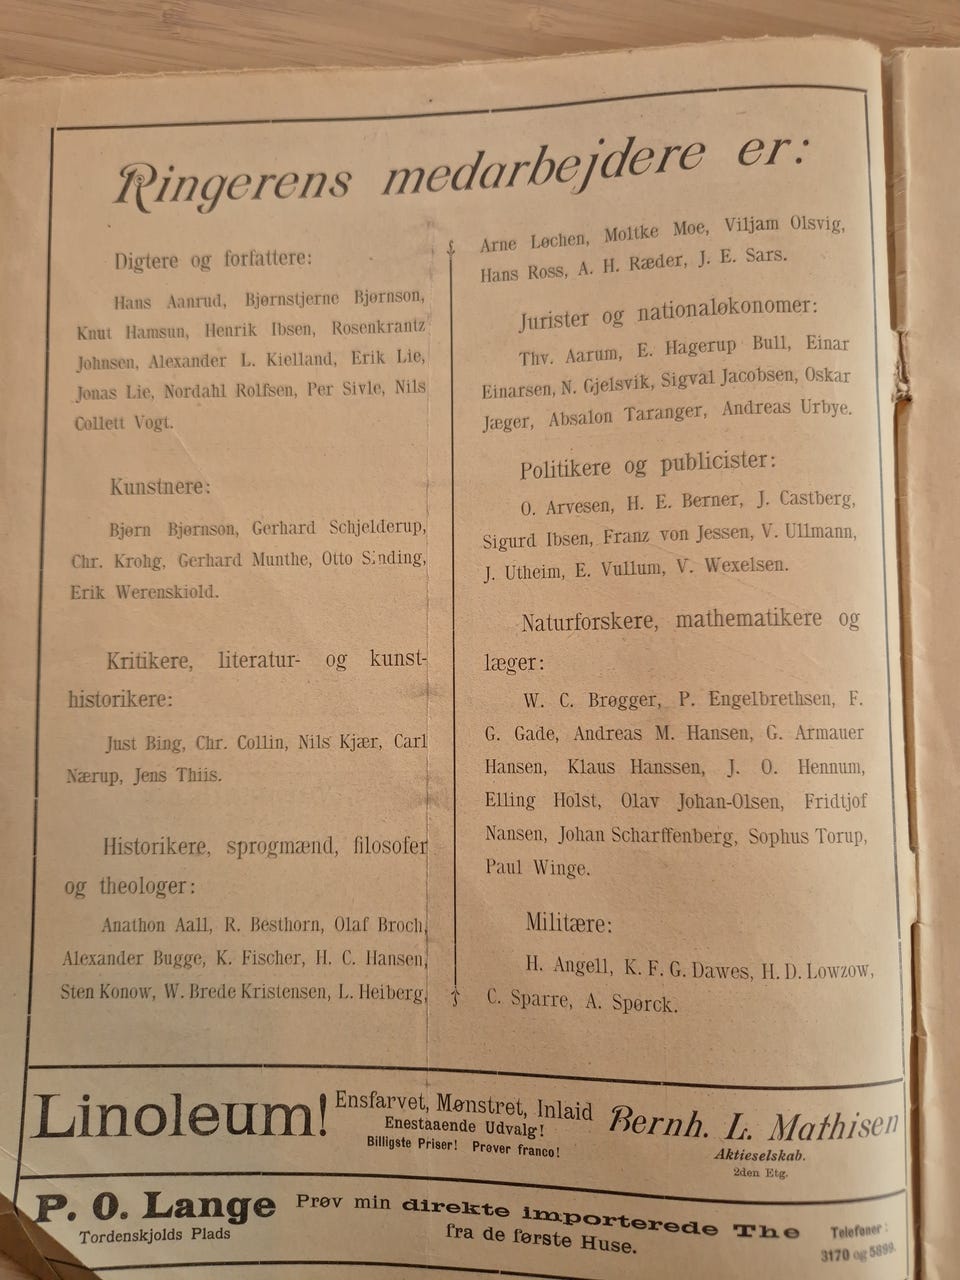 Ringerens medarbejdere er:
Digtere og forfattere:
Hans Aanrud, Bjørnstjerne Bjørnson,
Knut Hamsun, Henrik Ibsen, Rosenkrantz
Johnsen, Alexander L. Kielland, Erik Lie,
Jonas Lie, Nordahl Rolfsen, Per Sivle, Nils
Collett Vogt.
Kunstnere:
Bjørn Bjørnson, Gerhard Schjelderup,
Chr. Krohg, Gerhard Munthe, Otto Sinding,
Erik Werenskiold.
Kritikere, literatur- og kunst-
historikere:
Just Bing, Chr. Collin, Nils Kjær, Carl
Nærup, Jens Thiis.
Historikere, sprogmænd, filosofer
og theologer:
Anathon Aall, R. Besthorn, Olaf Broch,
Alexander Bugge, K. Fischer, H. C. Hansen,
Sten Konow, W. Brede Kristensen, L. Heiberg,
Arne Løchen, Moltke Moe, Viljam Olsvig,
Hans Ross, A. H. Ræder, J. E. Sars.
Jurister og nationaløkonomer:
Thv. Aarum, E. Hagerup Bull, Einar
Einarsen, N. Gjelsvik, Sigval Jacobsen, Oskar
Jæger, Absalon Taranger, Andreas Urbye.
Politikere og publicister:
O. Arvesen, H. E. Berner, J. Castberg,
Sigurd Ibsen, Franz von Jessen, V. Ullmann,
J. Utheim, E. Vullum, V. Wexelsen.
Naturforskere, mathematikere og
læger:
W. C. Brøgger, P. Engelbrethsen, F.
G. Gade, Andreas M. Hansen, G. Armauer
Hansen, Klaus Hanssen, J. O. Hennum,
Elling Holst, Olav Johan-Olsen, Fridtjof
Nansen, Johan Scharffenberg, Sophus Torup,
Paul Winge.
Militære:
H. Angell, K. F. G. Dawes, H. D. Lowzow,
C. Sparre, A. Spørck.
Linoleum! Ensfarvet, Mønstret, Inlaid
Enestaaende Udvalg!
Billigste Priser! Prøver franco!
Bernh. L. Mathisen
Aktieselskab.
2den Etg.
P. O. Lange
Tordenskjolds Plads
Prøv min direkte importerede The
fra de første Huse.
Telefoner:
3170 og 5899.